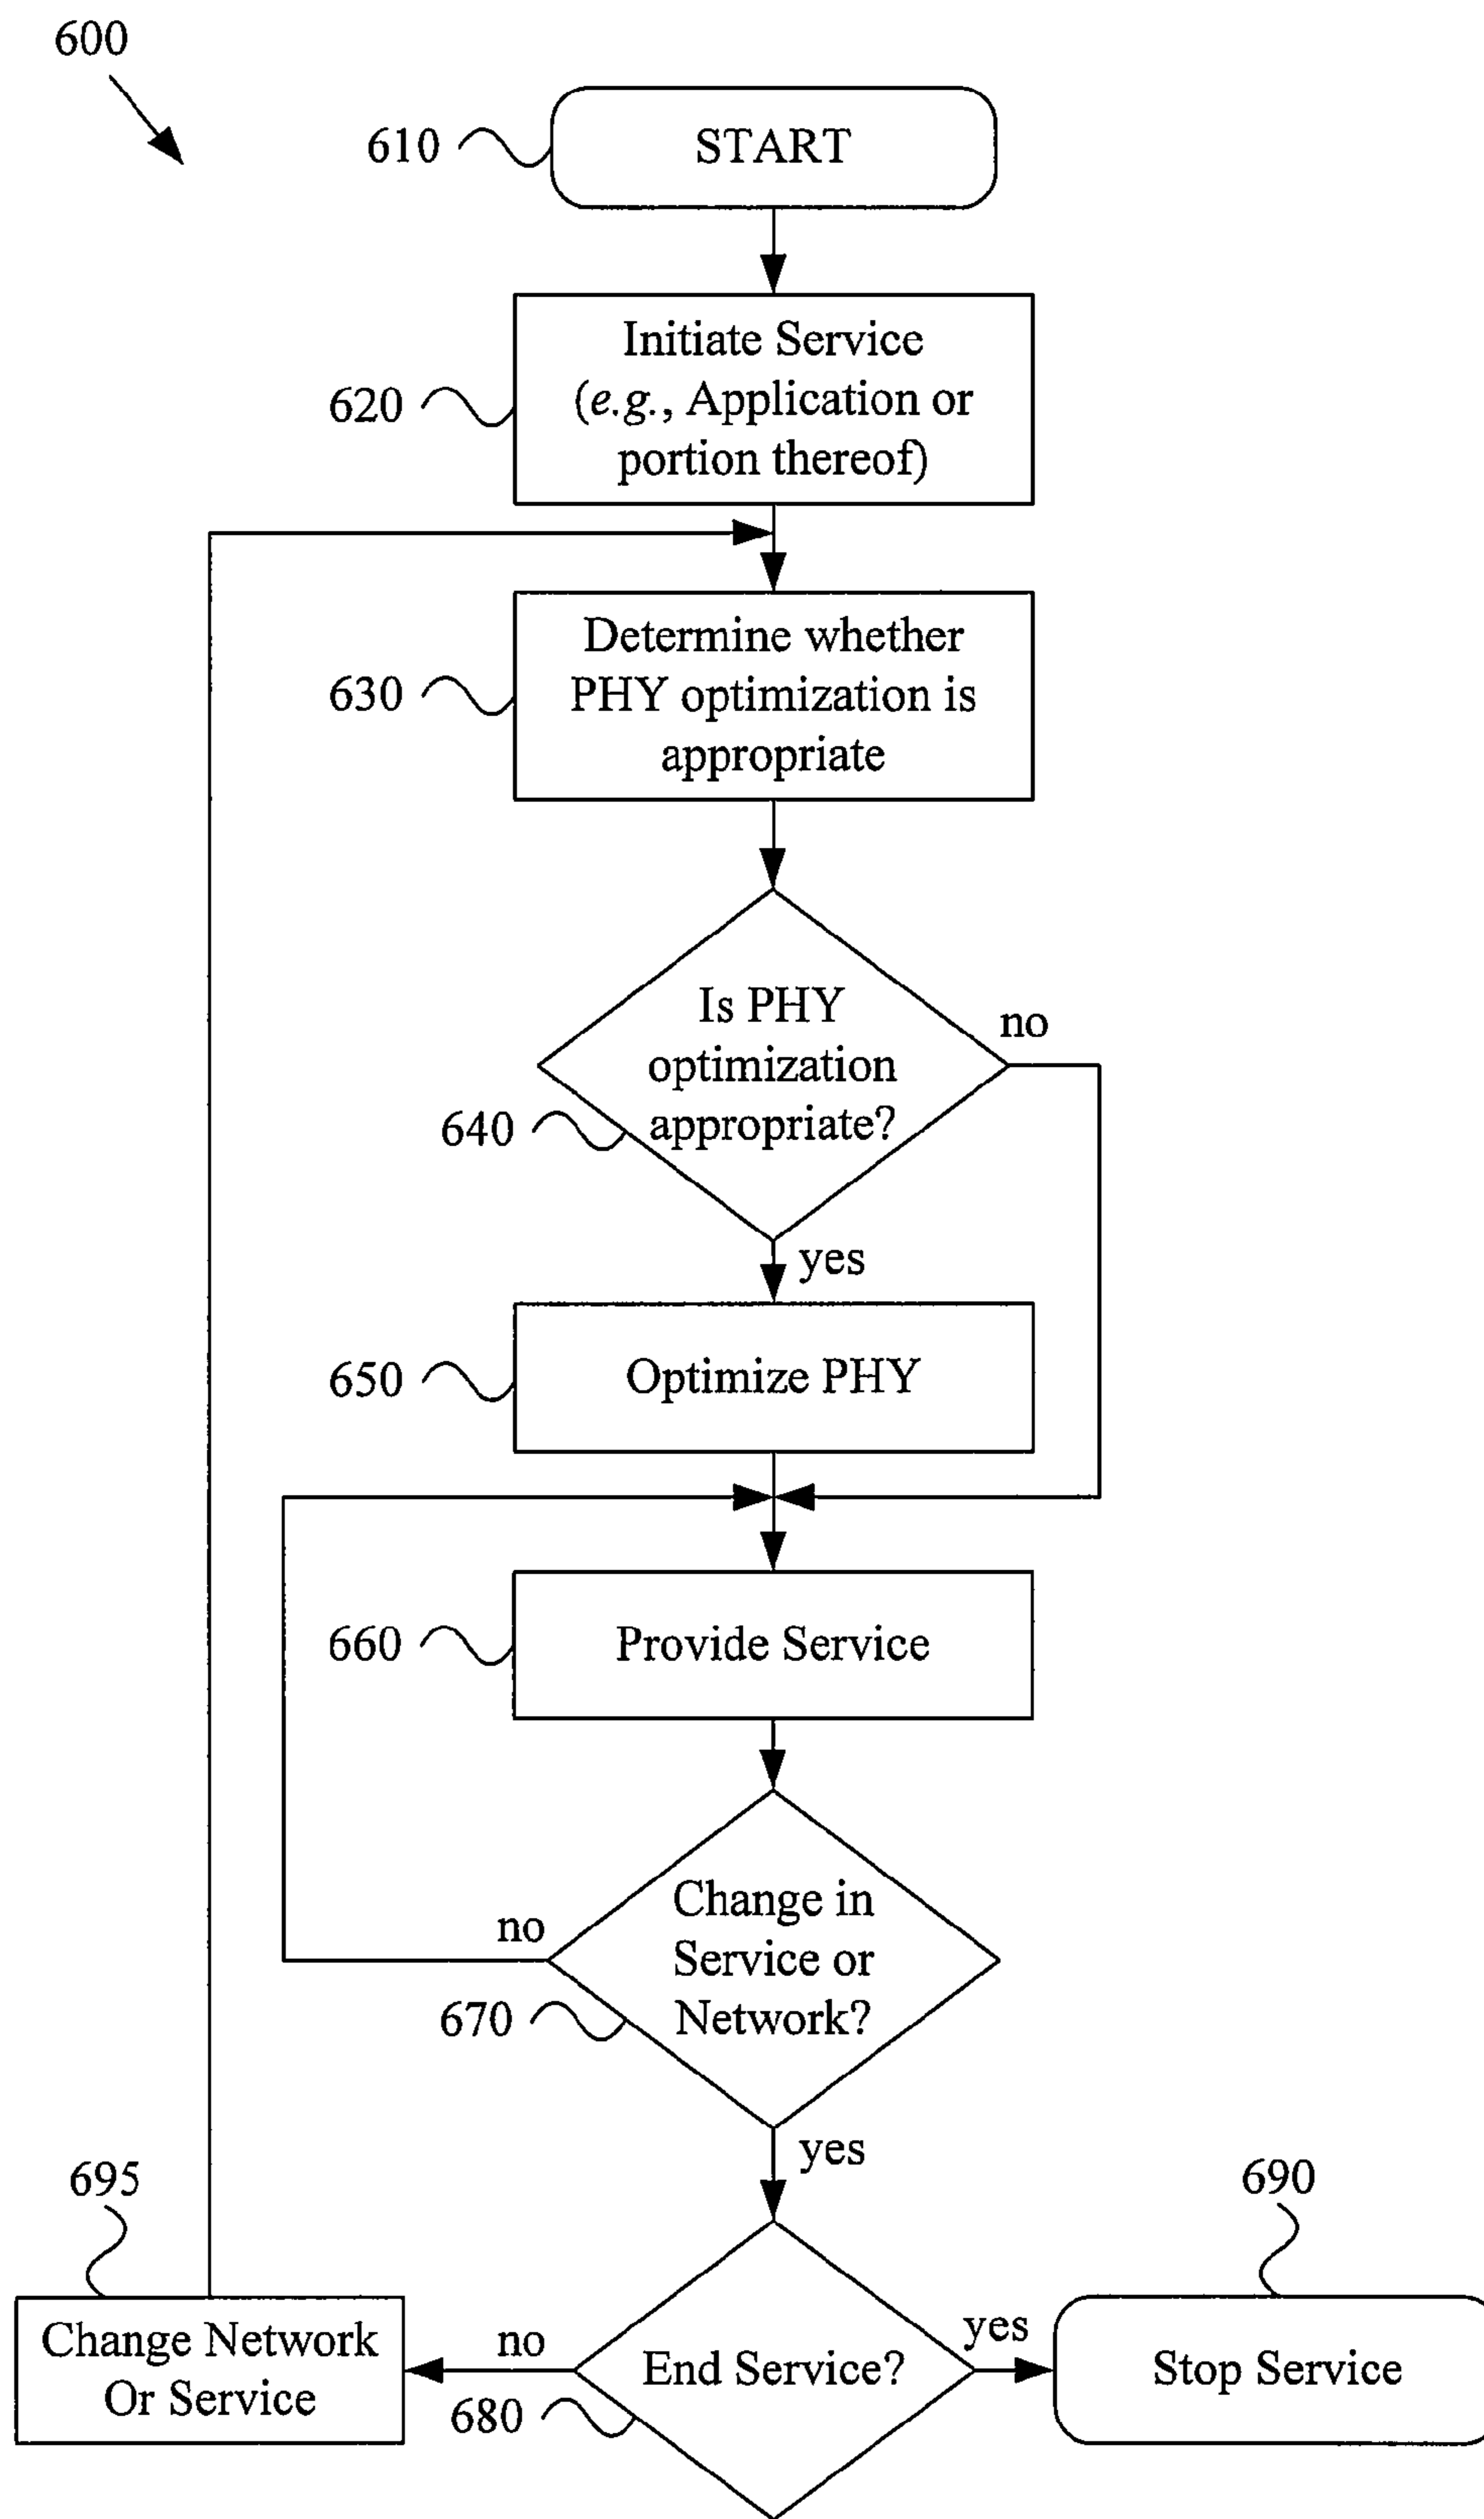 600
610
START
620
Initiate Service
(e.g., Application or
portion thereof)
630
Determine whether
PHY optimization is
appropriate
640
Is PHY
optimization
appropriate?
no
yes
650
Optimize PHY
660
Provide Service
670
Change in
Service or
Network?
no
yes
680
End Service?
no
yes
695
Change Network
Or Service
690
Stop Service